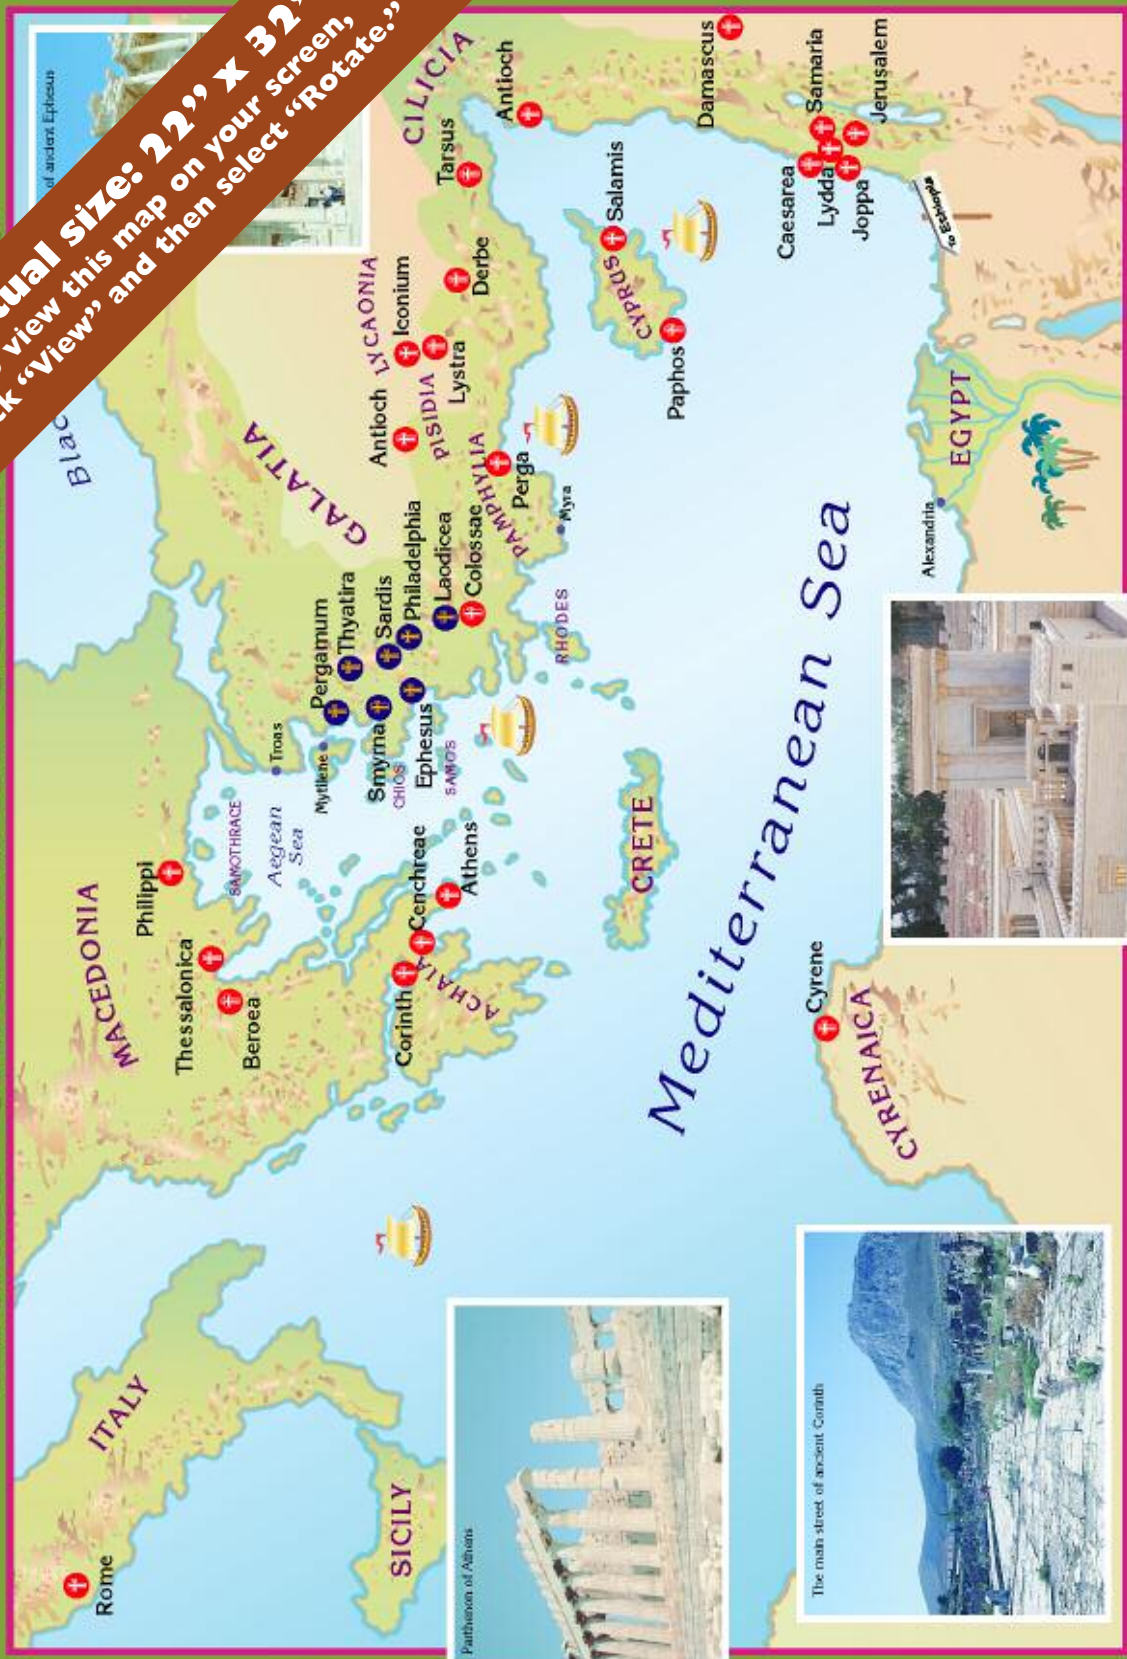 tual size: 22” x 32”
view this map on your screen,
ck “View” and then select “Rotate.”
of ancient Ephesus
Blac
ITALY
Rome
SICILY
MACEDONIA
Philippi
Thessalonica
Beroea
SAMOTHRACE
Aegean
Sea
Troas
Mytilene
Pergamum
Thyatira
Sardis
Philadelphia
Smyrna
CHIOS
Ephesus
SAMOS
Laodicea
Colossae
Corinth
Cenchreae
Athens
ACHAIA
GALATIA
LYCAONIA
Antioch
Iconium
PISIDIA
Lystra
Derbe
PAMPHYLIA
Perga
Myra
RHODES
CILICIA
Tarsus
Antioch
CRETE
CYPRUS
Salamis
Paphos
Mediterranean Sea
Damascus
Samaria
Jerusalem
Caesarea
Lydda
Joppa
To Ethiopia
EGYPT
Alexandria
Cyrene
CYRENAICA
Parthenon of Athens
The main street of ancient Corinth